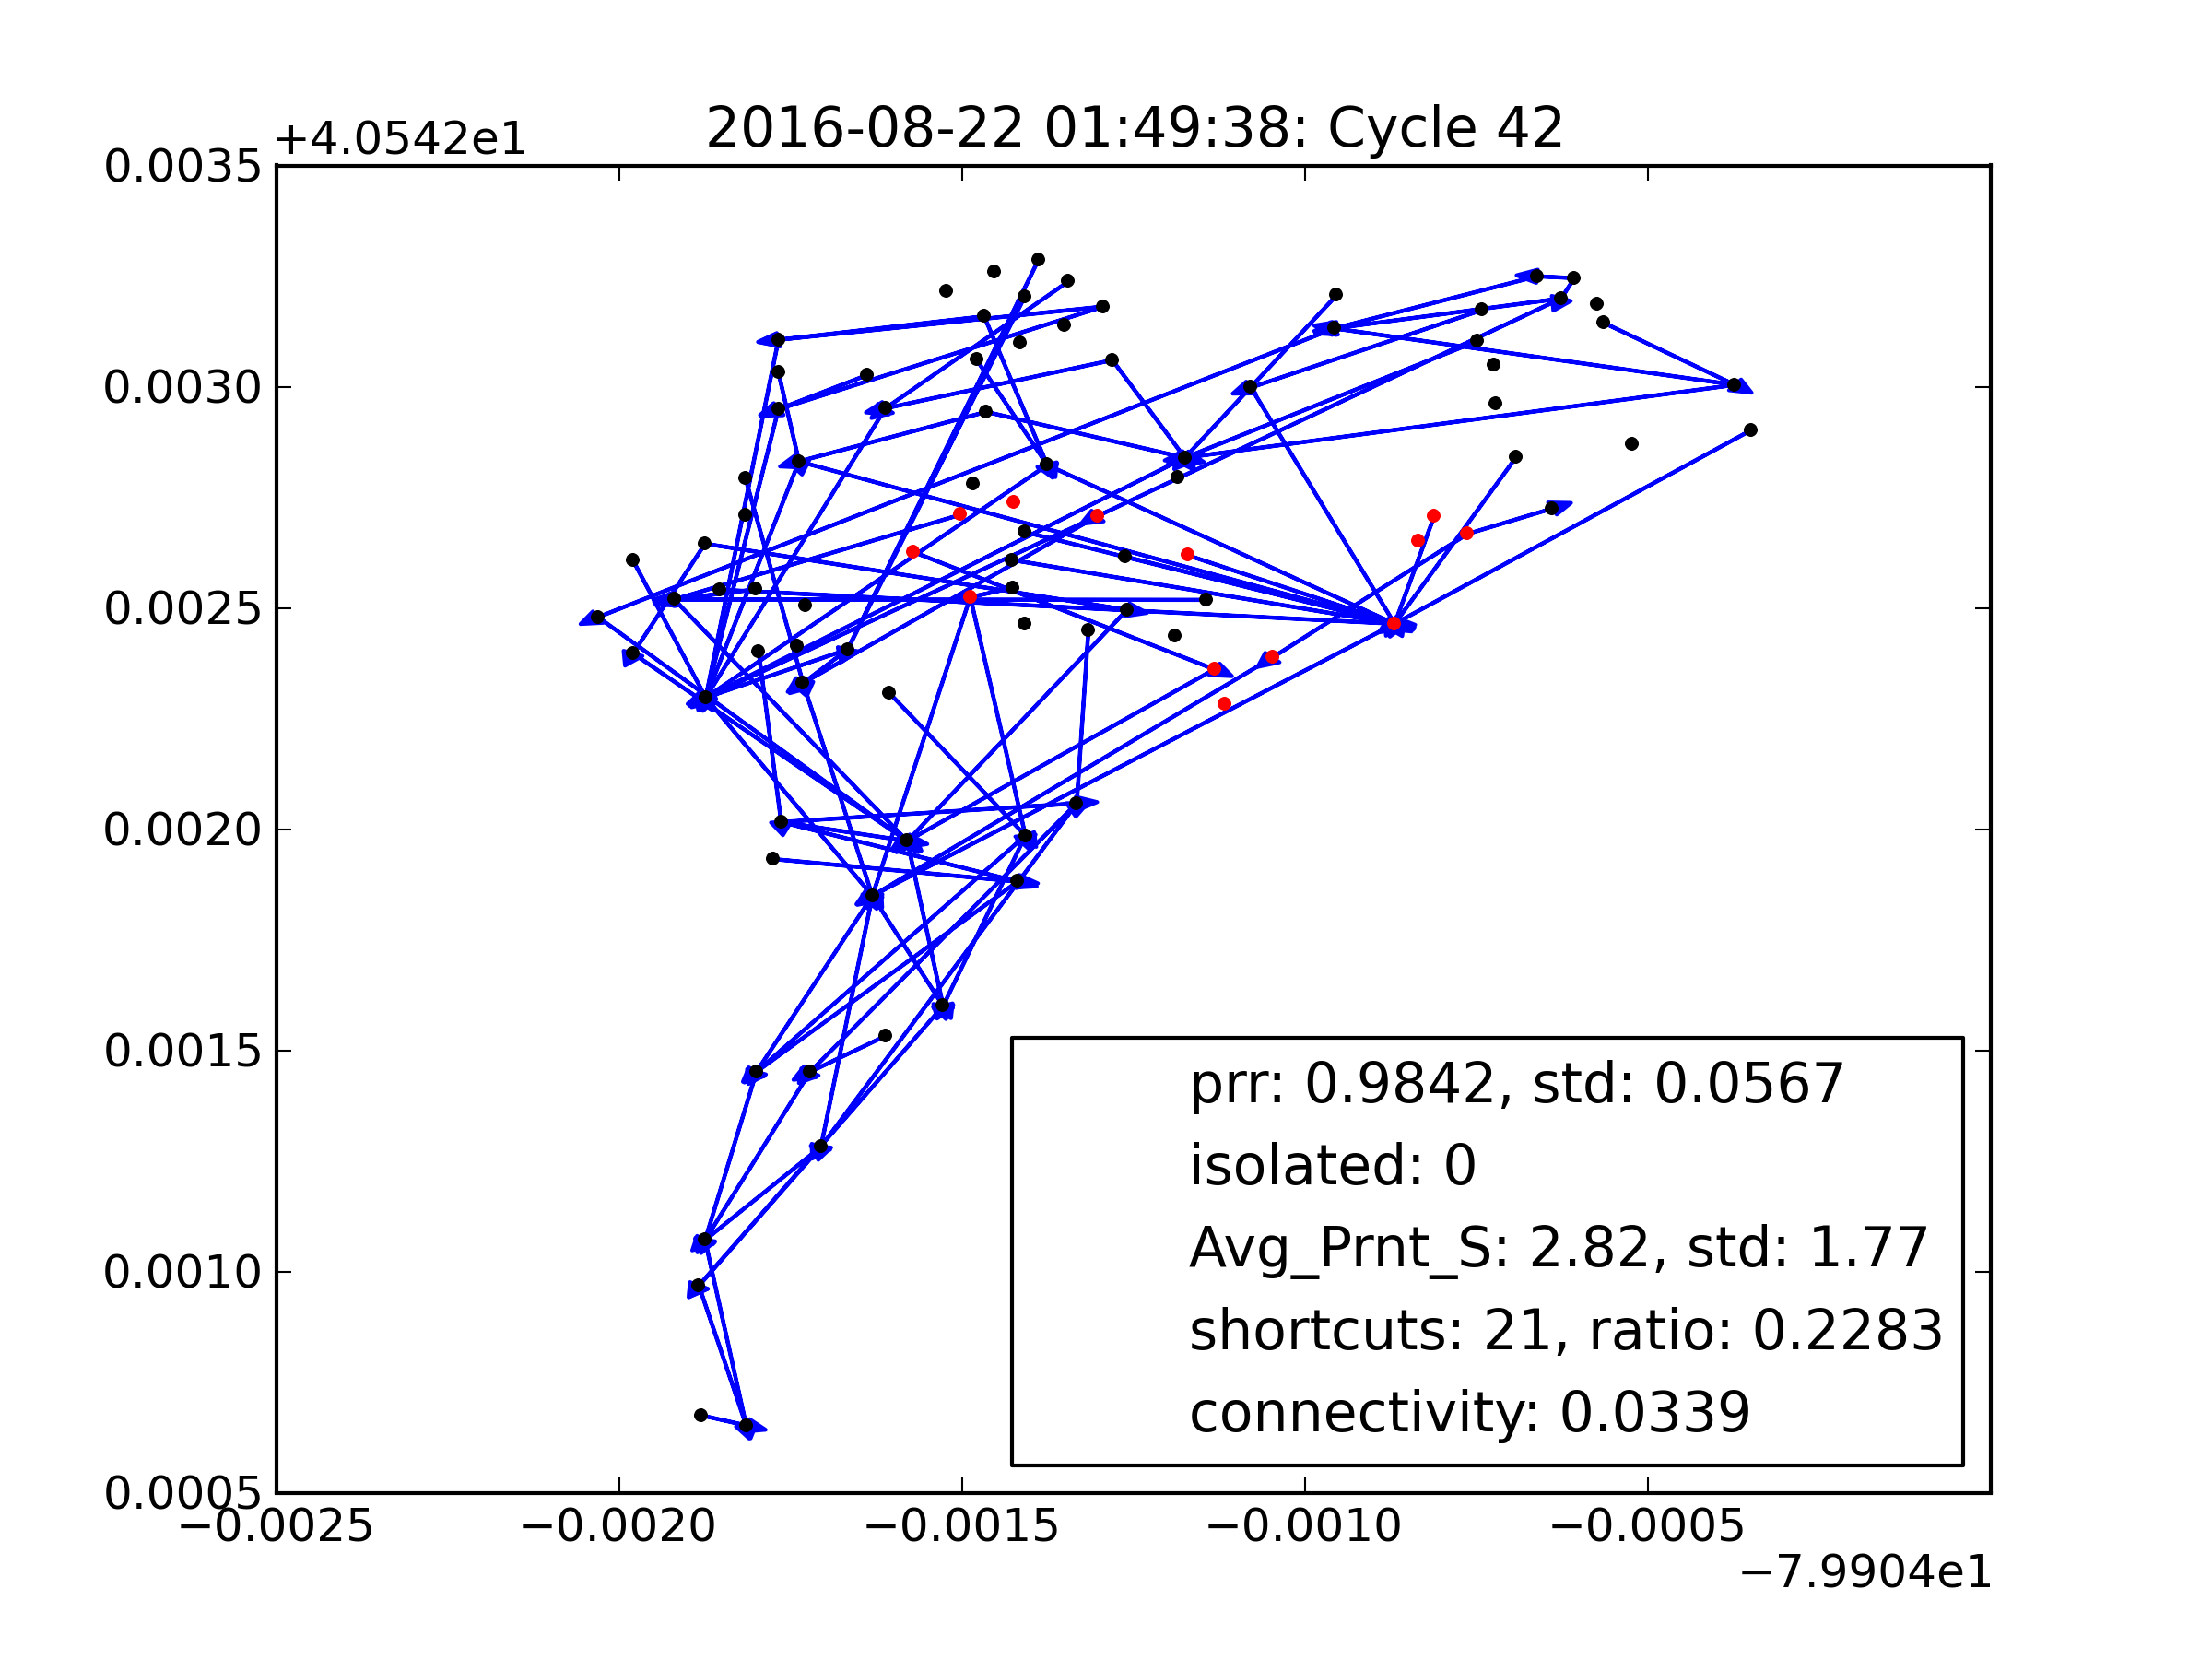 2016-08-22 01:49:38: Cycle 42
+4.0542e1
0.0035
0.0030
0.0025
0.0020
0.0015
0.0010
0.0005
prr: 0.9842, std: 0.0567
isolated: 0
Avg_Prnt_S: 2.82, std: 1.77
shortcuts: 21, ratio: 0.2283
connectivity: 0.0339
−0.0025 −0.0020 −0.0015 −0.0010 −0.0005
−7.9904e1